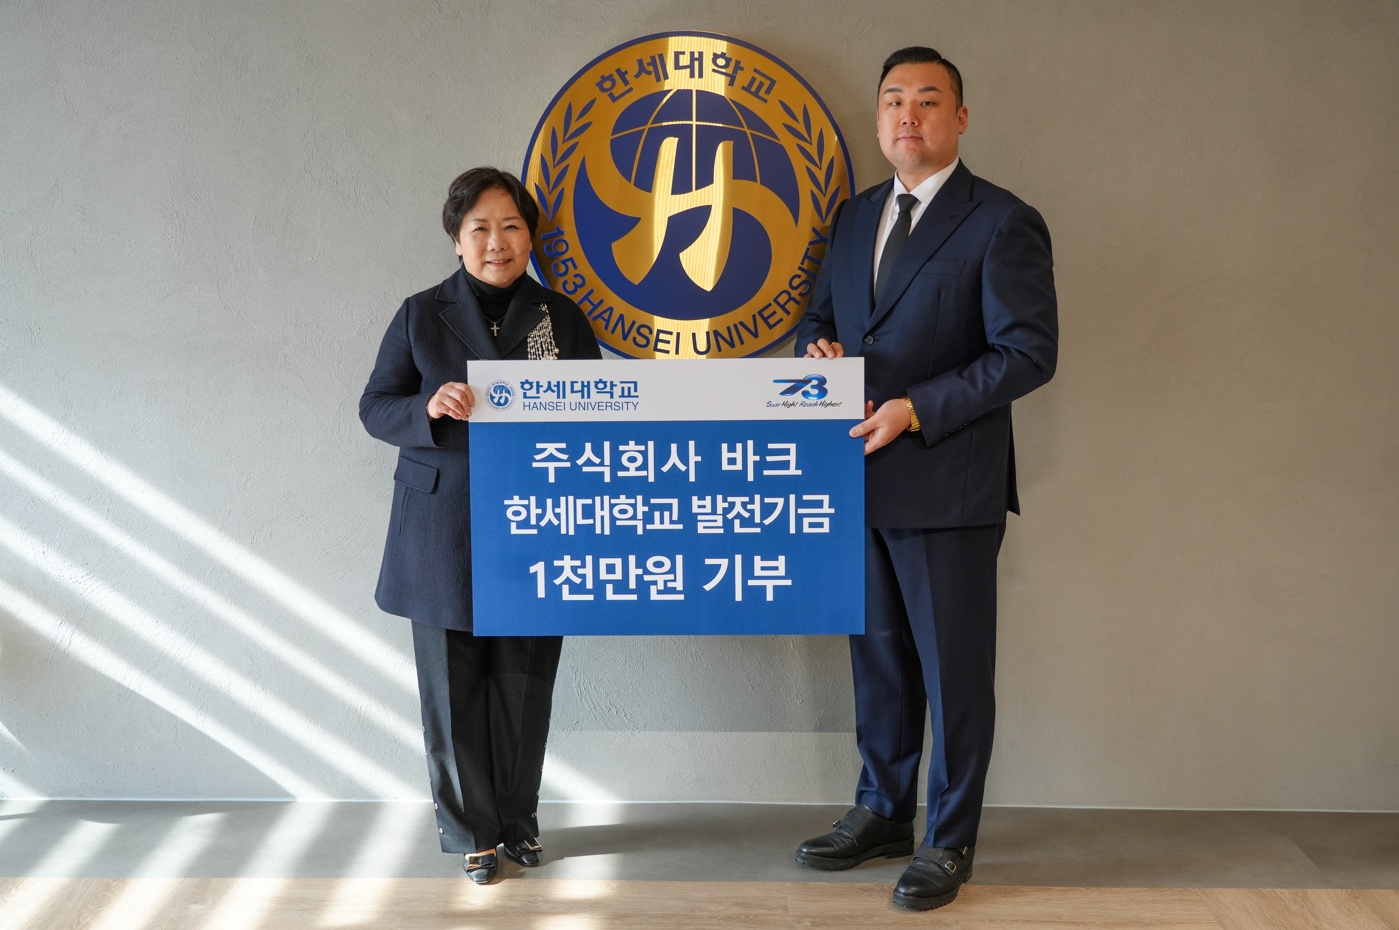 한세대학교
1953 HANSEI UNIVERSITY
한세대학교
HANSEI UNIVERSITY
73
Soar High! Reach Higher!
주식회사 바크
한세대학교 발전기금
1천만원 기부